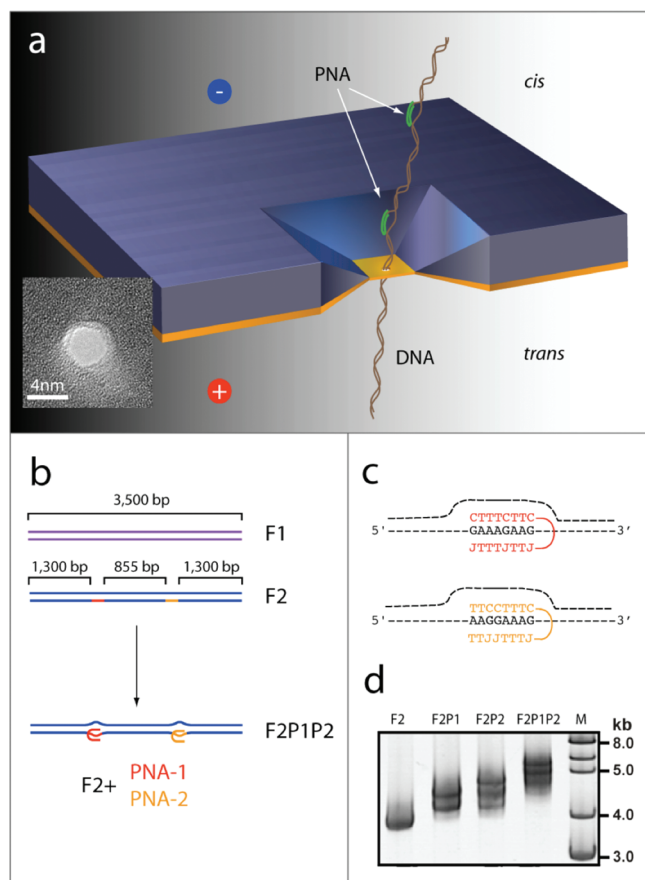 a
-
PNA
cis
4nm
+
DNA
trans
b
3,500 bp
F1
1,300 bp
855 bp
1,300 bp
F2
F2P1P2
F2+
PNA-1
PNA-2
c
CTTTCTTC
5'
GAAAGAAG
3'
JTTTJTTJ
TTCCTTTC
5'
AAGGAAAG
3'
TTJJTTTJ
d
F2 F2P1 F2P2 F2P1P2 M
kb
8.0
5.0
4.0
3.0